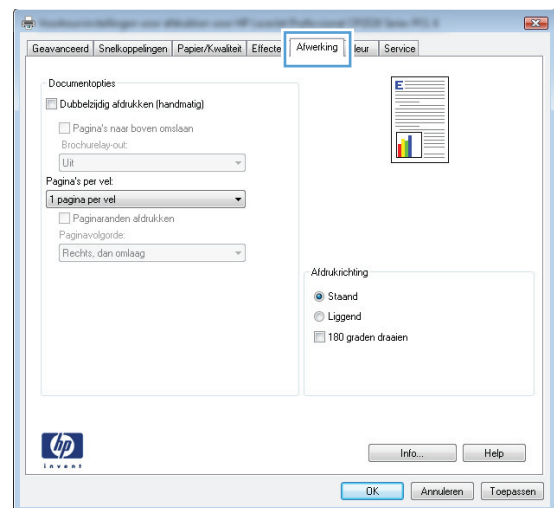 Geavanceerd Snelkoppelingen Papier/Kwaliteit Effecte Afwerking leur Service
Documentopties
Dubbelzijdig afdrukken (handmatig)
Pagina's naar boven omslaan
Brochurelay-out:
Uit
Pagina's per vel:
1 pagina per vel
Paginaranden afdrukken
Paginavolgorde:
Rechts, dan omlaag
E
Afdrukrichting
Staand
Liggend
180 graden draaien
hp
invent
Info... Help
OK Annuleren Toepassen